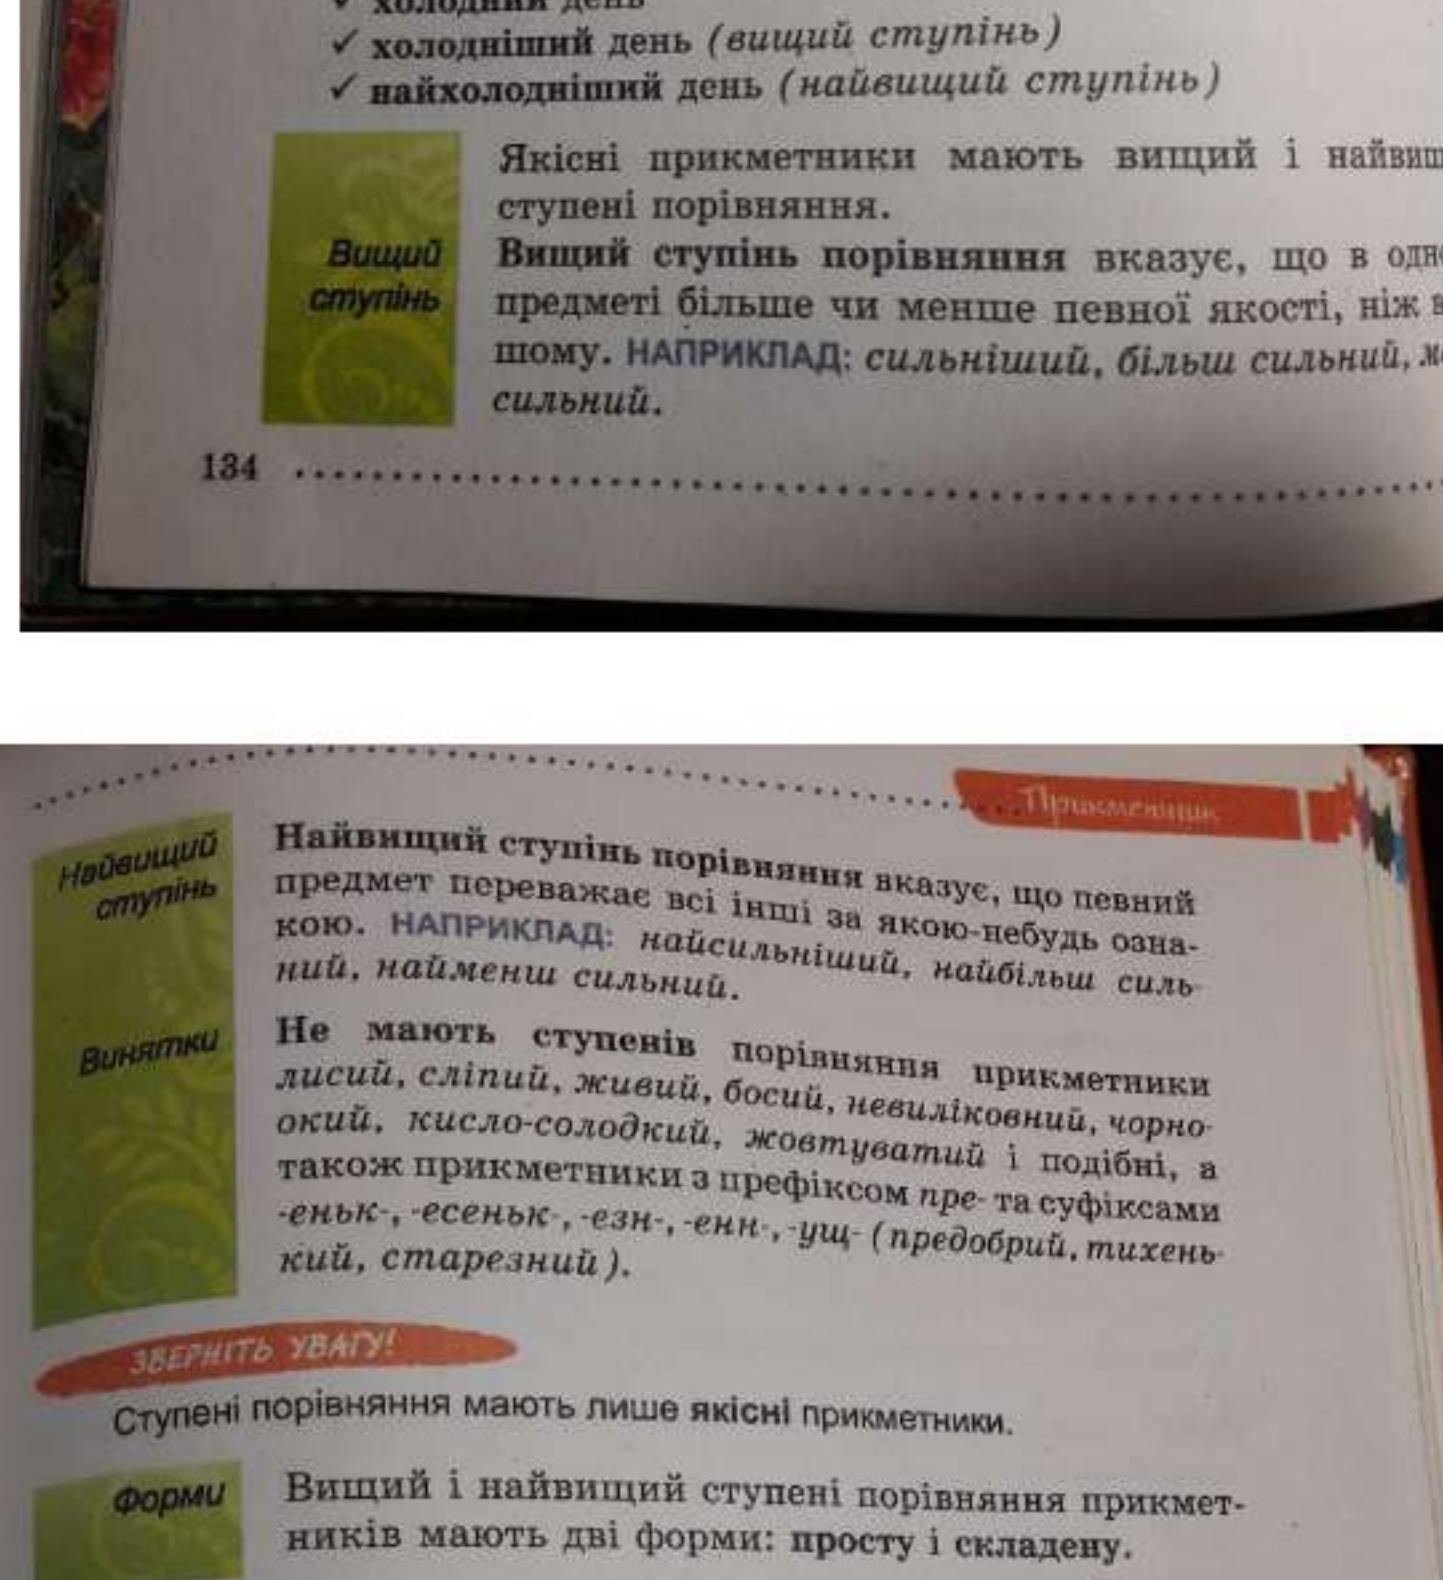 холодний день
✓ холодніший день (вищий ступінь)
✓ найхолодніший день (найвищий ступінь)
Якісні прикметники мають вищий і найвищ
ступені порівняння.
Вищий
ступінь
Вищий ступінь порівняння вказує, що в одн
предметі більше чи менше певної якості, ніж в
шому. НАПРИКЛАД: сильніший, більш сильний,
сильний.
134
Прикметник
Найвищий
ступінь
Найвищий ступінь порівняння вказує, що певний
предмет переважає всі інші за якою-небудь озна-
кою. НАПРИКЛАД: найсильніший, найбільш силь-
ний, найменш сильний.
Винятки
Не мають ступенів порівняння прикметники
лисий, сліпий, живий, босий, невиліковний, чорно-
окий, кисло-солодкий, жовтуватий і подібні, а
також прикметники з префіксом пре- та суфіксами
-еньк-, -есеньк-, -езн-, -енн-, -ущ- (предобрий, тихень-
кий, старезний).
ЗВЕРНІТЬ УВАГУ!
Ступені порівняння мають лише якісні прикметники.
Форми
Вищий і найвищий ступені порівняння прикмет-
ників мають дві форми: просту і складену.